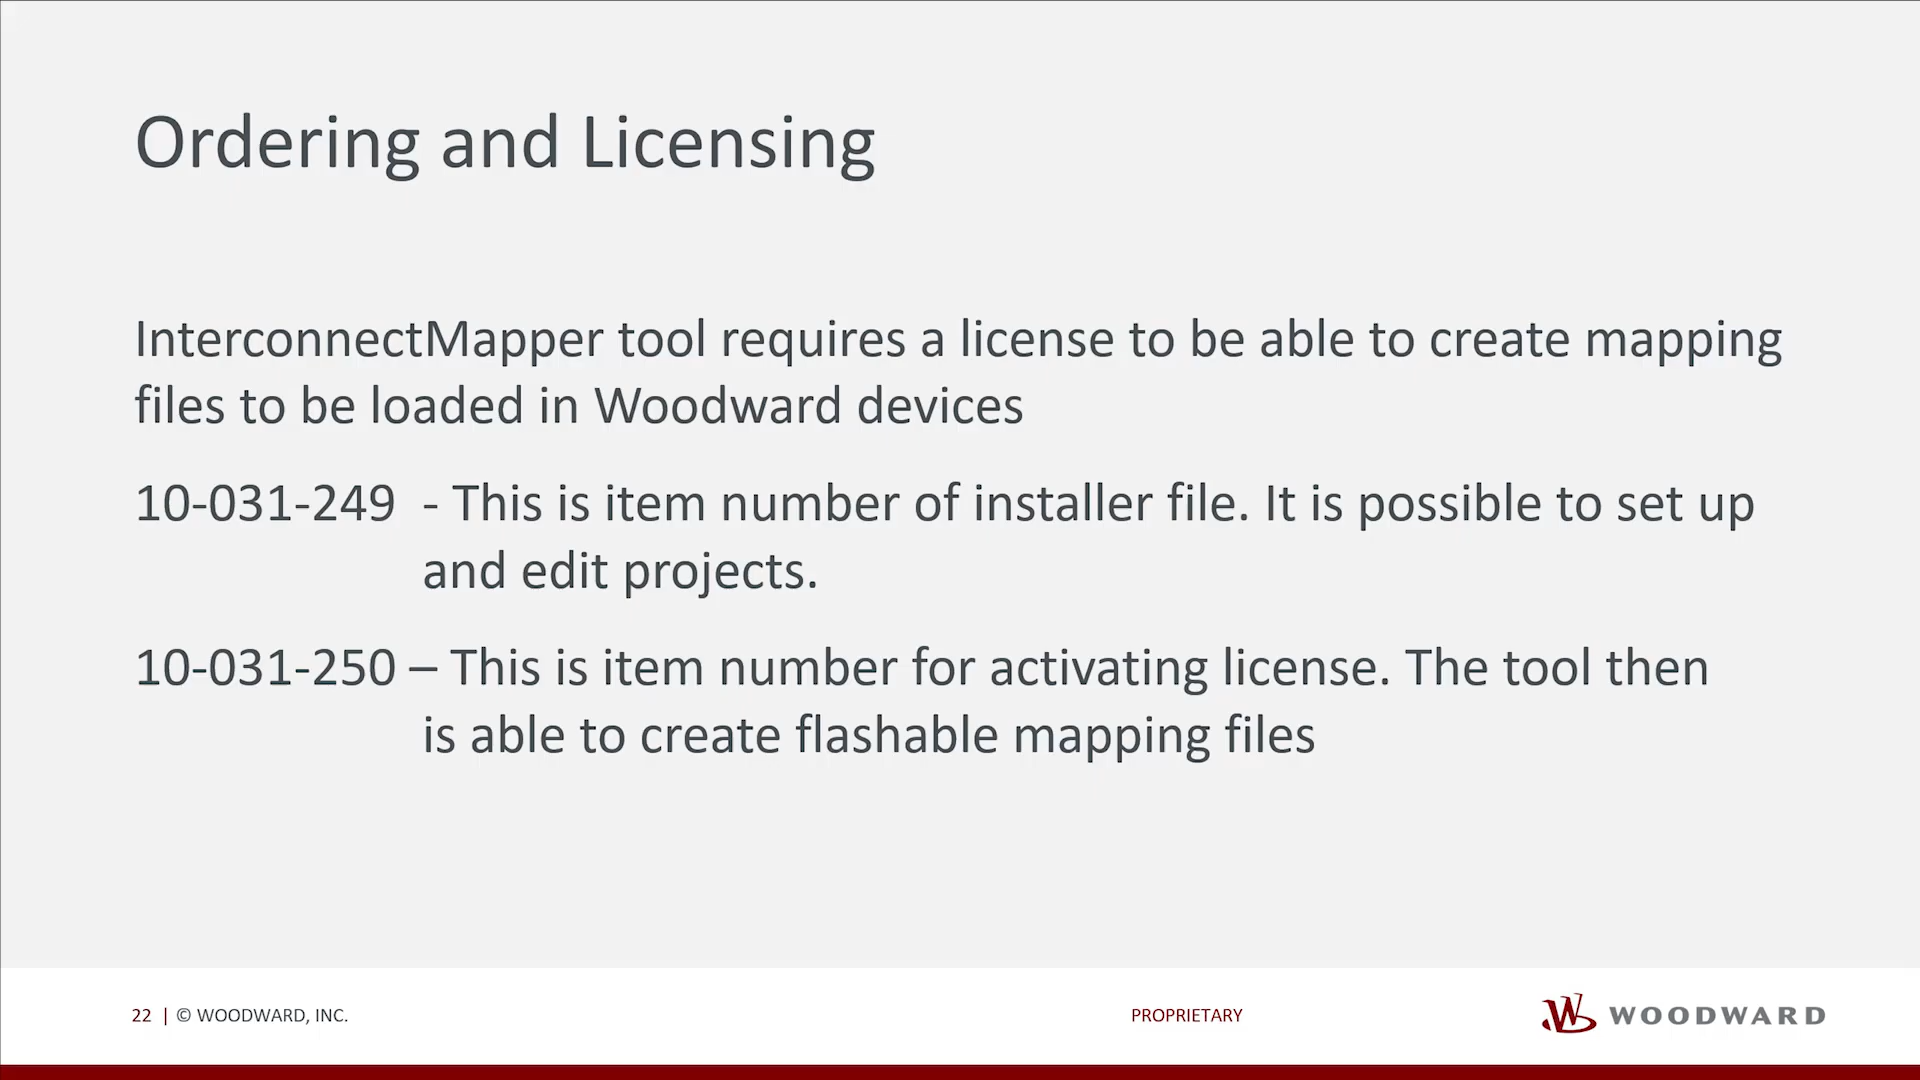 Ordering and Licensing
InterconnectMapper tool requires a license to be able to create mapping
files to be loaded in Woodward devices
10-031-249  - This is item number of installer file. It is possible to set up
and edit projects.
10-031-250 – This is item number for activating license. The tool then
is able to create flashable mapping files
22 | © WOODWARD, INC.
PROPRIETARY
WOODWARD